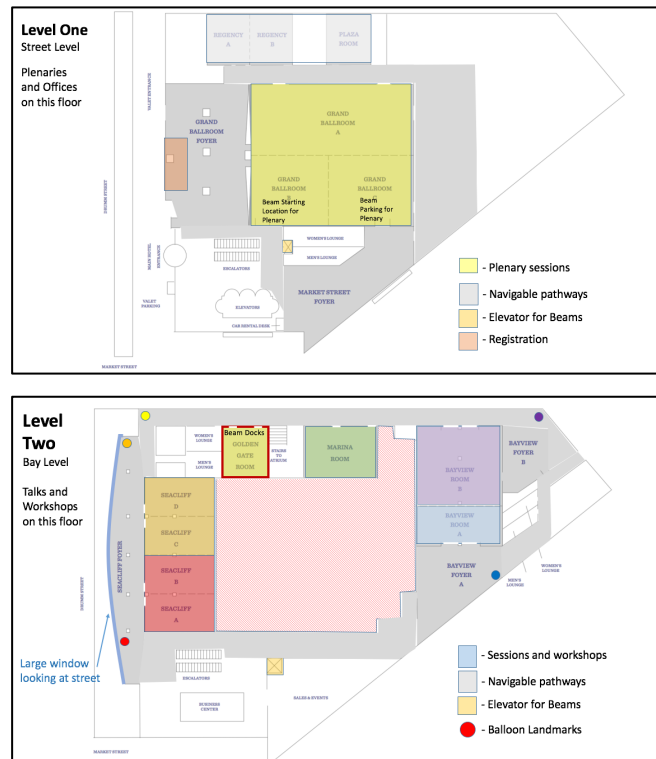 Level One
Street Level
Plenaries
and Offices
on this floor
REGENCY
A
REGENCY
B
PLAZA
ROOM
VALET ENTRANCE
GRAND
BALLROOM
FOYER
GRAND
BALLROOM
A
GRAND
BALLROOM
Beam Starting
Location for
Plenary
GRAND
BALLROOM
Beam
Parking for
Plenary
DRUMM STREET
MAIN HOTEL
ENTRANCE
WOMEN'S LOUNGE
MEN'S LOUNGE
ESCALATORS
MARKET STREET
FOYER
VALET
PARKING
ELEVATORS
CAR RENTAL DESK
MARKET STREET
- Plenary sessions
- Navigable pathways
- Elevator for Beams
- Registration
Level
Two
Bay Level
Talks and
Workshops
on this floor
WOMEN'S
LOUNGE
MEN'S
LOUNGE
Beam Docks
GOLDEN
GATE
ROOM
STAIRS
TO
ATRIUM
MARINA
ROOM
BAYVIEW
FOYER
B
BAYVIEW
ROOM
B
SEACLIFF
D
SEACLIFF
C
BAYVIEW
ROOM
A
SEACLIFF FOYER
SEACLIFF
B
SEACLIFF
A
BAYVIEW
FOYER
A
WOMEN'S
LOUNGE
MEN'S
LOUNGE
DRUMM STREET
Large window
looking at street
ESCALATORS
BUSINESS
CENTER
SALES & EVENTS
MARKET STREET
- Sessions and workshops
- Navigable pathways
- Elevator for Beams
- Balloon Landmarks